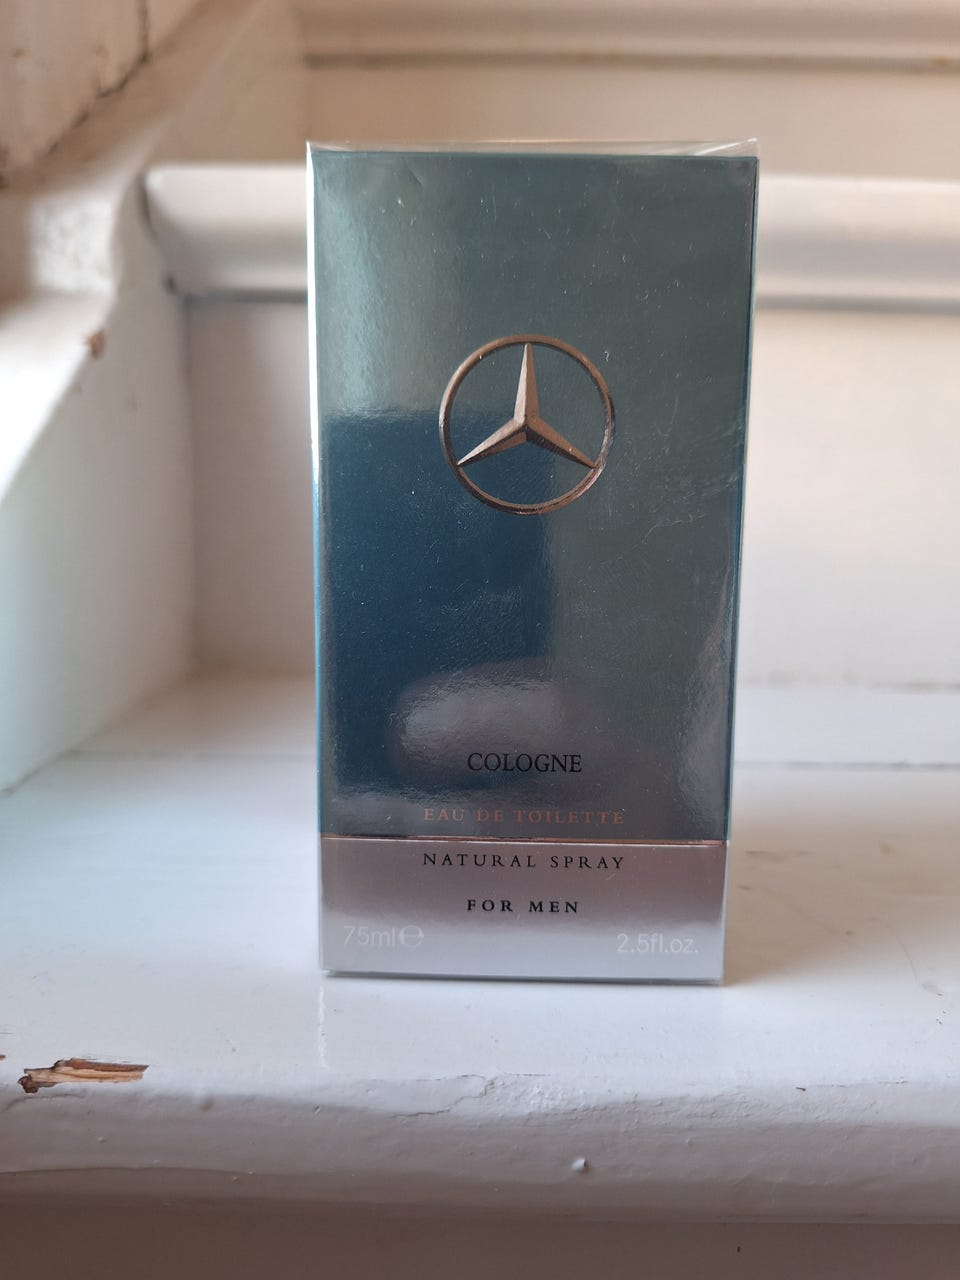 COLOGNE
EAU DE TOILETTE
NATURAL SPRAY
FOR MEN
75ml℮ 2.5fl.oz.